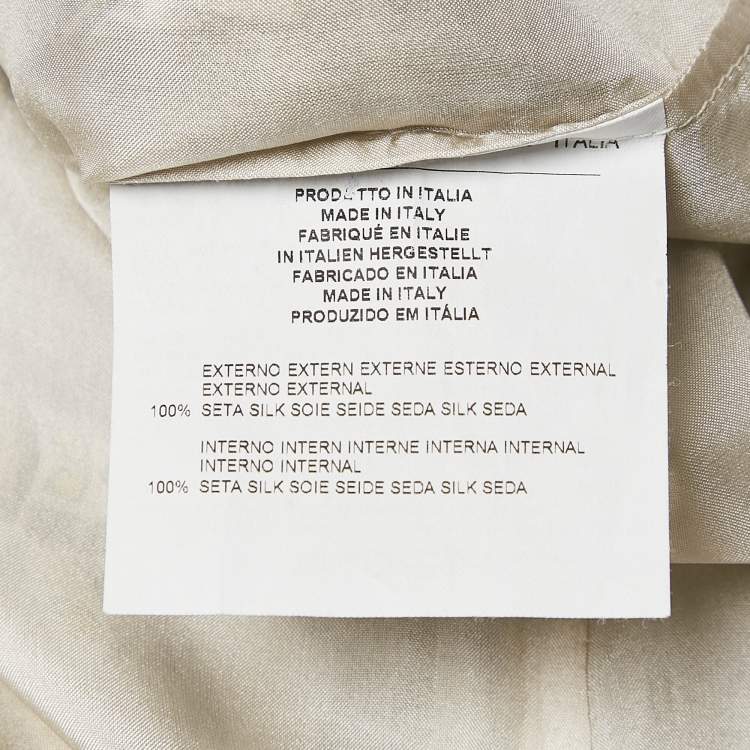 ITALIA
PRODOTTO IN ITALIA
MADE IN ITALY
FABRIQUÉ EN ITALIE
IN ITALIEN HERGESTELLT
FABRICADO EN ITALIA
MADE IN ITALY
PRODUZIDO EM ITÁLIA
EXTERNO EXTERN EXTERNE ESTERNO EXTERNAL
EXTERNO EXTERNAL
100% SETA SILK SOIE SEIDE SEDA SILK SEDA
INTERNO INTERN INTERNE INTERNA INTERNAL
INTERNO INTERNAL
100% SETA SILK SOIE SEIDE SEDA SILK SEDA